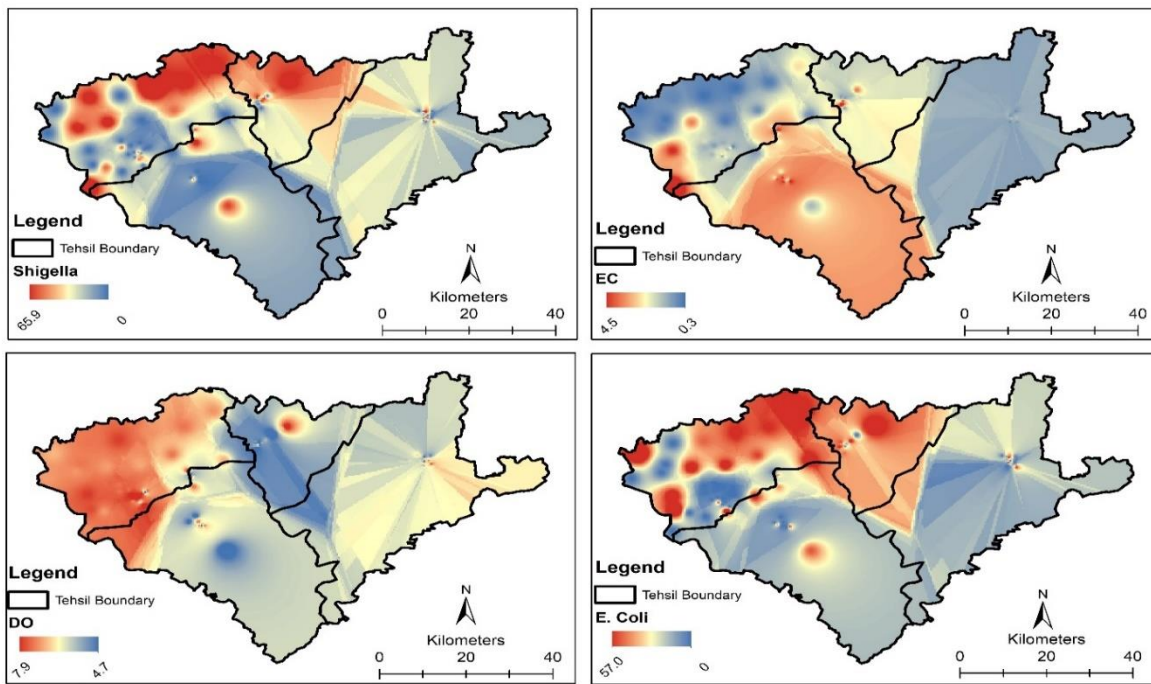 Legend
Tehsil Boundary
Shigella
65.9
0
N
Kilometers
0 20 40
Legend
Tehsil Boundary
EC
4.5
0.3
N
Kilometers
0 20 40
Legend
Tehsil Boundary
DO
7.9
4.7
N
Kilometers
0 20 40
Legend
Tehsil Boundary
E. Coli
57.0
0
N
Kilometers
0 20 40